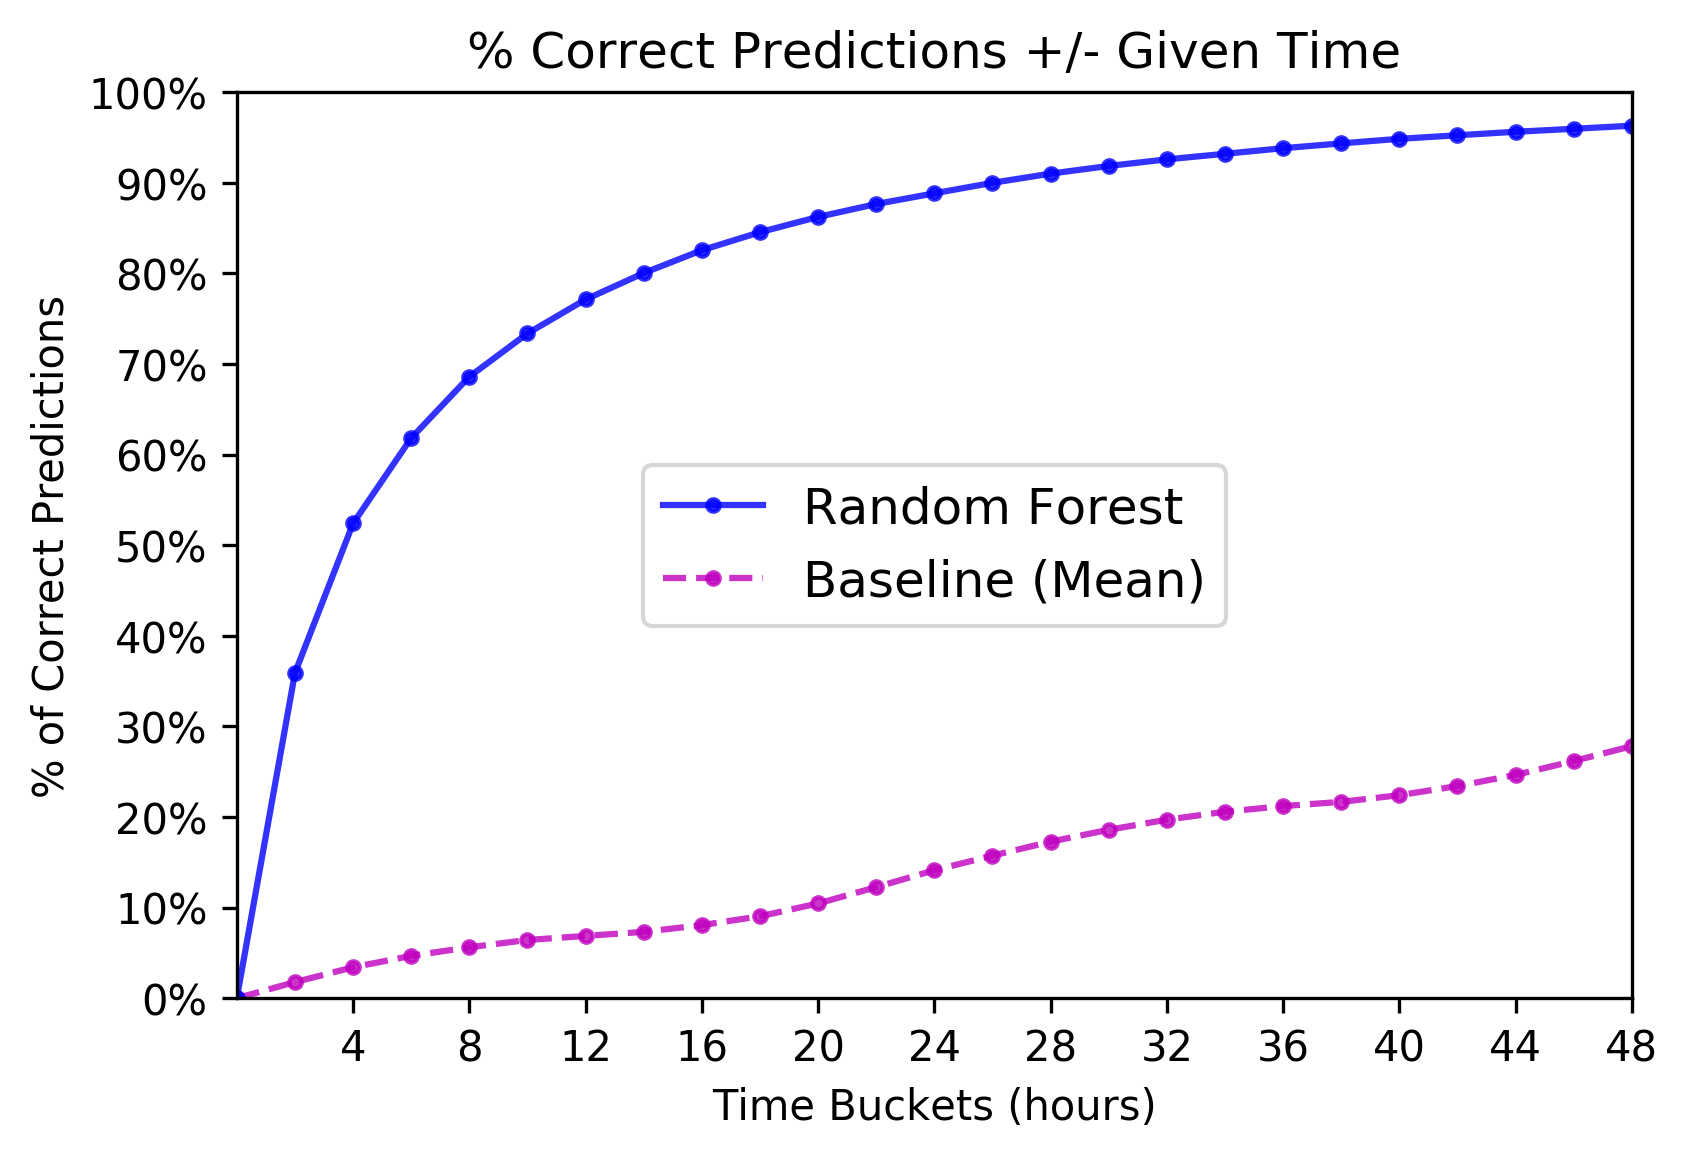 % Correct Predictions +/- Given Time
100%
90%
80%
70%
60%
50%
40%
30%
20%
10%
0%
% of Correct Predictions
Random Forest
Baseline (Mean)
4 8 12 16 20 24 28 32 36 40 44 48
Time Buckets (hours)